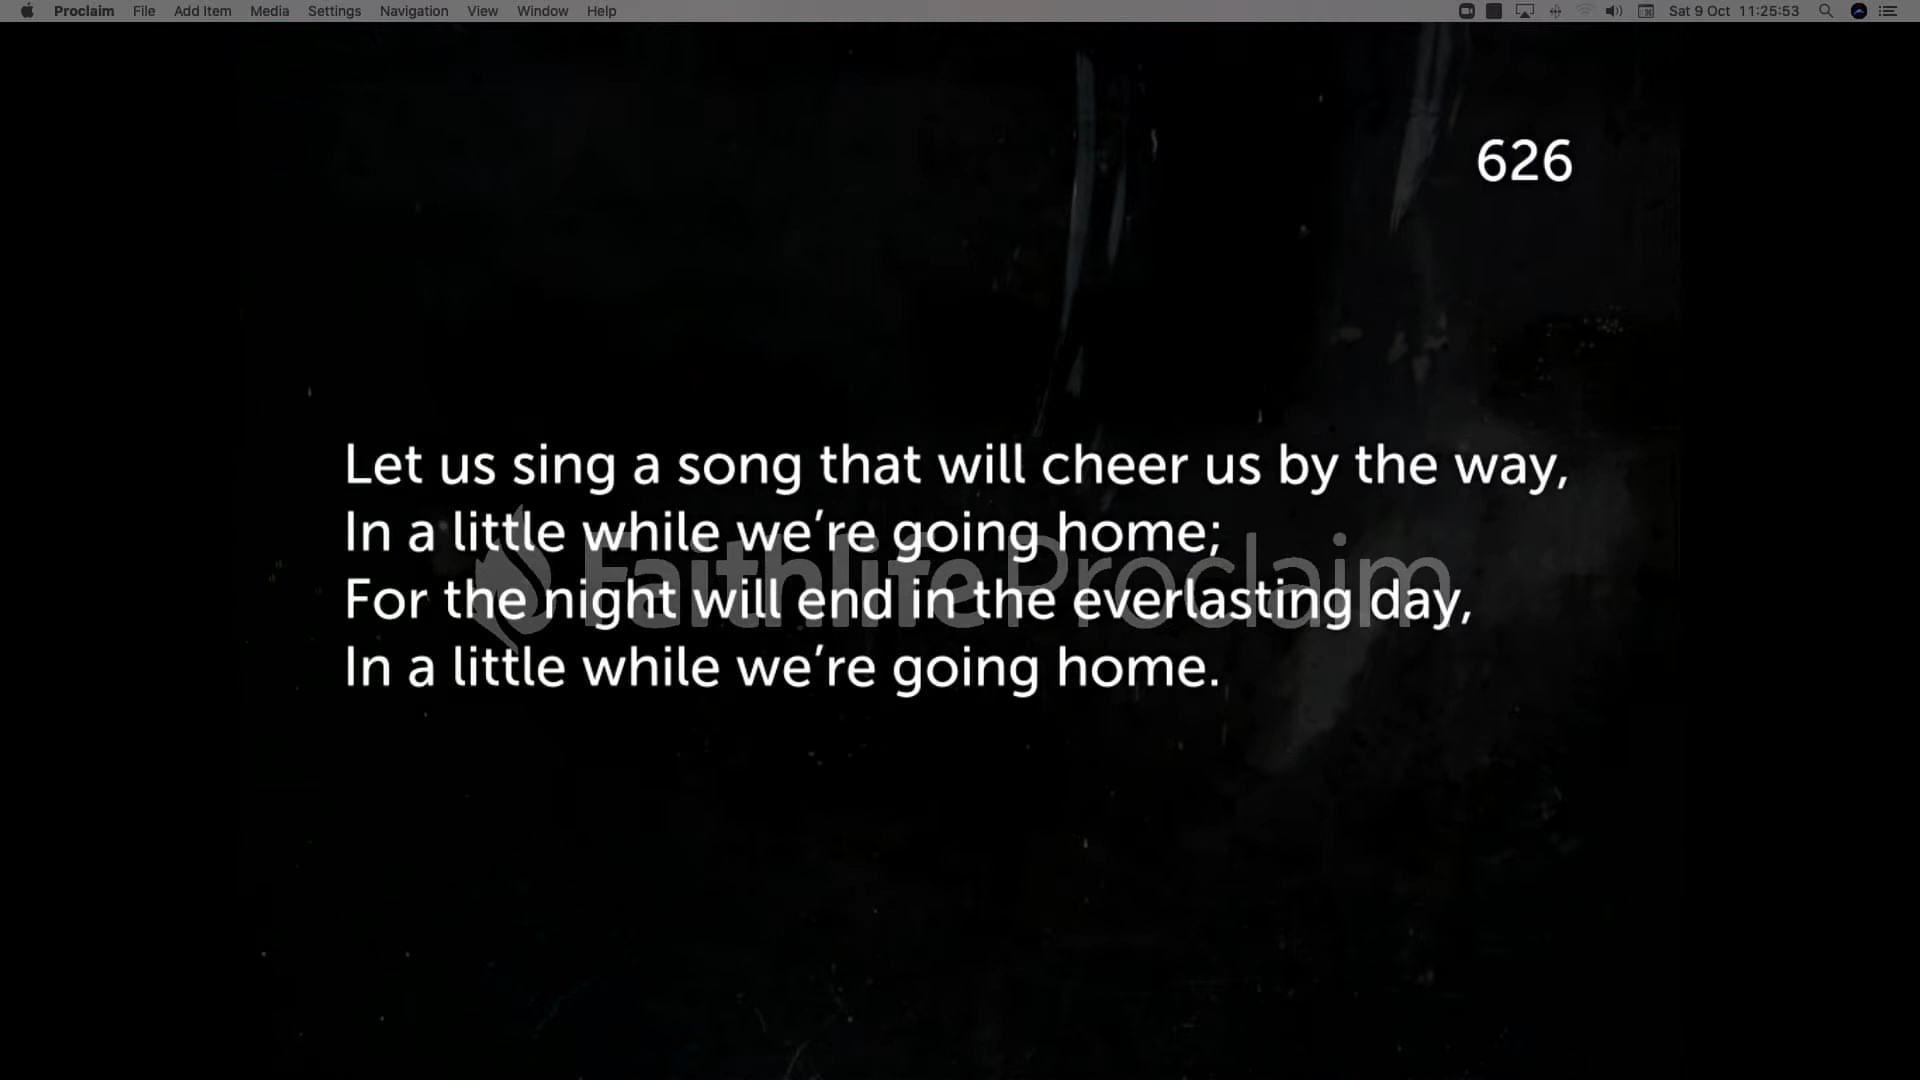 Proclaim File Add Item Media Settings Navigation View Window Help Sat 9 Oct 11:25:53
626
Let us sing a song that will cheer us by the way,
In a little while we’re going home;
Faithlife Proclaim
For the night will end in the everlasting day,
In a little while we’re going home.